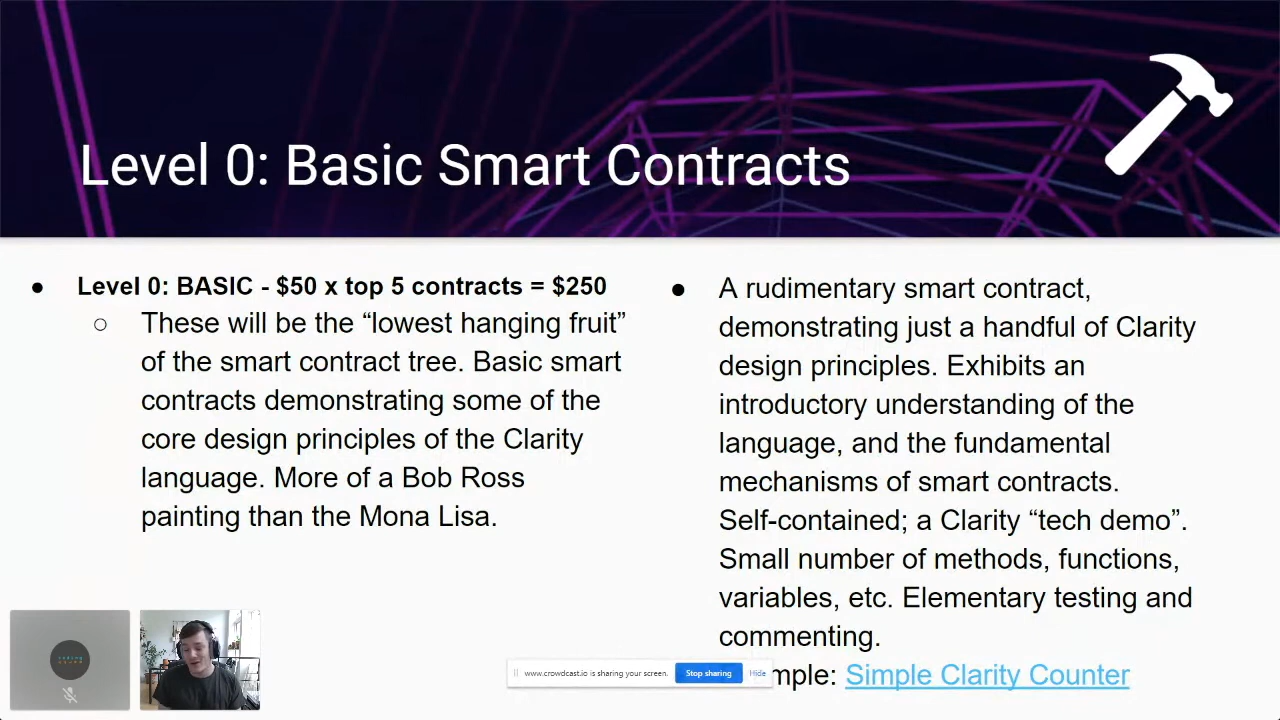 Level 0: Basic Smart Contracts
● Level 0: BASIC - $50 x top 5 contracts = $250
○ These will be the “lowest hanging fruit”
of the smart contract tree. Basic smart
contracts demonstrating some of the
core design principles of the Clarity
language. More of a Bob Ross
painting than the Mona Lisa.
● A rudimentary smart contract,
demonstrating just a handful of Clarity
design principles. Exhibits an
introductory understanding of the
language, and the fundamental
mechanisms of smart contracts.
Self-contained; a Clarity “tech demo”.
Small number of methods, functions,
variables, etc. Elementary testing and
commenting.
mple: Simple Clarity Counter
www.crowdcast.io is sharing your screen. Stop sharing Hide